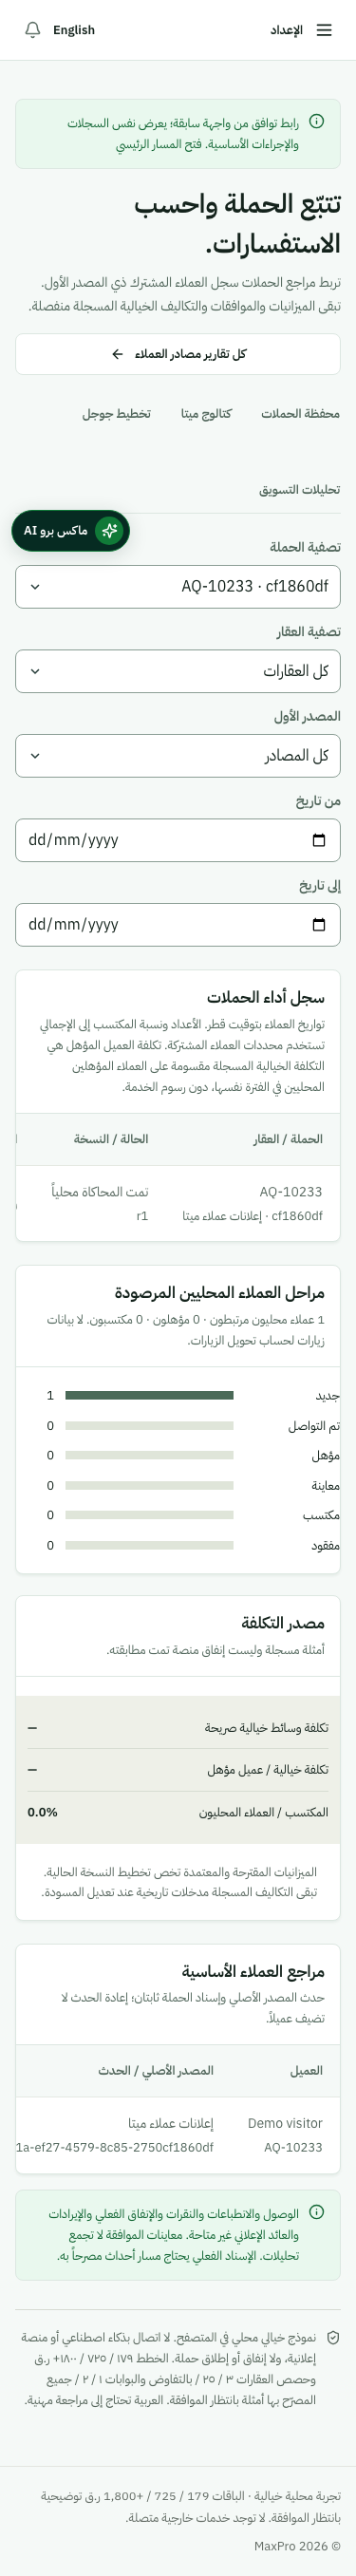 الإعداد
English
رابط توافق من واجهة سابقة؛ يعرض نفس السجلات
والإجراءات الأساسية. فتح المسار الرئيسي
تتبّع الحملة واحسب
الاستفسارات.
تربط مراجع الحملات سجل العملاء المشترك ذي المصدر الأول.
تبقى الميزانيات والموافقات والتكاليف الخيالية المسجلة منفصلة.
كل تقارير مصادر العملاء
محفظة الحملات
كتالوج ميتا
تخطيط جوجل
تحليلات التسويق
ماكس برو AI
تصفية الحملة
AQ-10233 · cf1860df
تصفية العقار
كل العقارات
المصدر الأول
كل المصادر
من تاريخ
dd/mm/yyyy
إلى تاريخ
dd/mm/yyyy
سجل أداء الحملات
تواريخ العملاء بتوقيت قطر. الأعداد ونسبة المكتسب إلى الإجمالي
تستخدم محددات العملاء المشتركة. تكلفة العميل المؤهل هي
التكلفة الخيالية المسجلة مقسومة على العملاء المؤهلين
المحليين في الفترة نفسها، دون رسوم الخدمة.
الحملة / العقار
الحالة / النسخة
AQ-10233
تمت المحاكاة محلياً
cf1860df · إعلانات عملاء ميتا
r1
مراحل العملاء المحليين المرصودة
1 عملاء محليون مرتبطون · 0 مؤهلون · 0 مكتسبون. لا بيانات
زيارات لحساب تحويل الزيارات.
جديد 1
تم التواصل 0
مؤهل 0
معاينة 0
مكتسب 0
مفقود 0
مصدر التكلفة
أمثلة مسجلة وليست إنفاق منصة تمت مطابقته.
تكلفة وسائط خيالية صريحة —
تكلفة خيالية / عميل مؤهل —
المكتسب / العملاء المحليون 0.0%
الميزانيات المقترحة والمعتمدة تخص تخطيط النسخة الحالية.
تبقى التكاليف المسجلة مدخلات تاريخية عند تعديل المسودة.
مراجع العملاء الأساسية
حدث المصدر الأصلي وإسناد الحملة ثابتان؛ إعادة الحدث لا
تضيف عميلاً.
العميل
المصدر الأصلي / الحدث
Demo visitor
إعلانات عملاء ميتا
AQ-10233
1a-ef27-4579-8c85-2750cf1860df
الوصول والانطباعات والنقرات والإنفاق الفعلي والإيرادات
والعائد الإعلاني غير متاحة. معاينات الموافقة لا تجمع
تحليلات. الإسناد الفعلي يحتاج مسار أحداث مصرحاً به.
نموذج خيالي محلي في المتصفح. لا اتصال بذكاء اصطناعي أو منصة
إعلانية، ولا إنفاق أو إطلاق حملة. الخطط ١٧٩ / ٧٢٥ / ١٨٠٠+ ر.ق
وحصص العقارات ٣ / ٢٥ / بالتفاوض والبوابات ١ / ٢ / جميع
المصرّح بها أمثلة بانتظار الموافقة. العربية تحتاج إلى مراجعة مهنية.
تجربة محلية خيالية · الباقات 179 / 725 / 1,800+ ر.ق توضيحية
بانتظار الموافقة. لا توجد خدمات خارجية متصلة.
© 2026 MaxPro